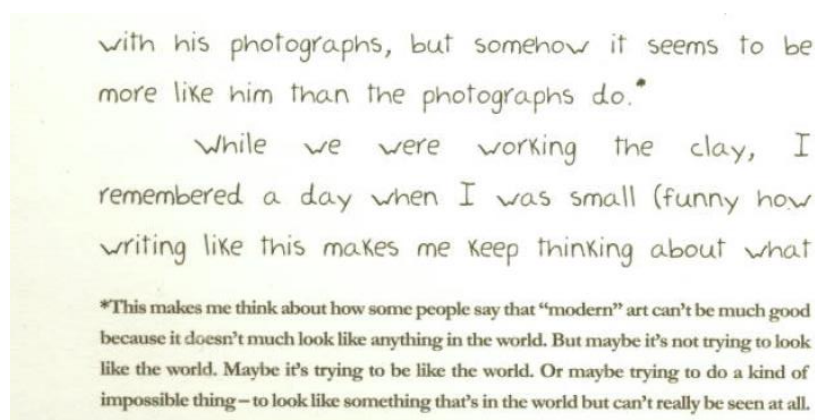 with his photographs, but somehow it seems to be
more like him than the photographs do.*
While we were working the clay, I
remembered a day when I was small (funny how
writing like this makes me keep thinking about what
*This makes me think about how some people say that “modern” art can’t be much good
because it doesn’t much look like anything in the world. But maybe it’s not trying to look
like the world. Maybe it’s trying to be like the world. Or maybe trying to do a kind of
impossible thing–to look like something that’s in the world but can’t really be seen at all.